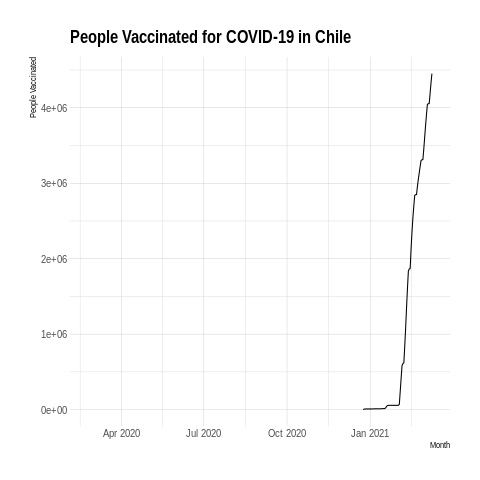 People Vaccinated for COVID-19 in Chile
People Vaccinated
4e+06
3e+06
2e+06
1e+06
0e+00
Apr 2020 Jul 2020 Oct 2020 Jan 2021
Month